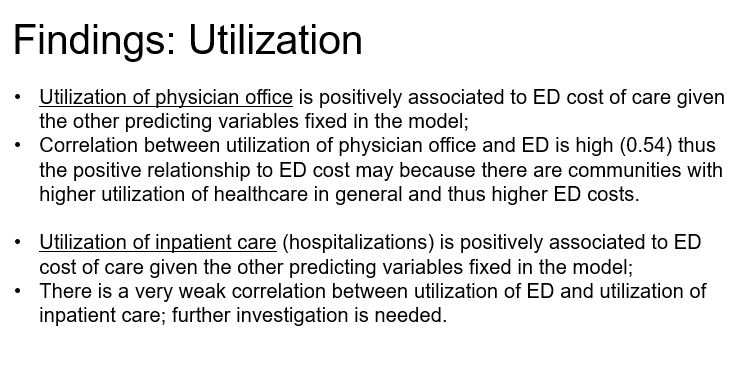 Findings: Utilization
• Utilization of physician office is positively associated to ED cost of care given
the other predicting variables fixed in the model;
• Correlation between utilization of physician office and ED is high (0.54) thus
the positive relationship to ED cost may because there are communities with
higher utilization of healthcare in general and thus higher ED costs.
• Utilization of inpatient care (hospitalizations) is positively associated to ED
cost of care given the other predicting variables fixed in the model;
• There is a very weak correlation between utilization of ED and utilization of
inpatient care; further investigation is needed.